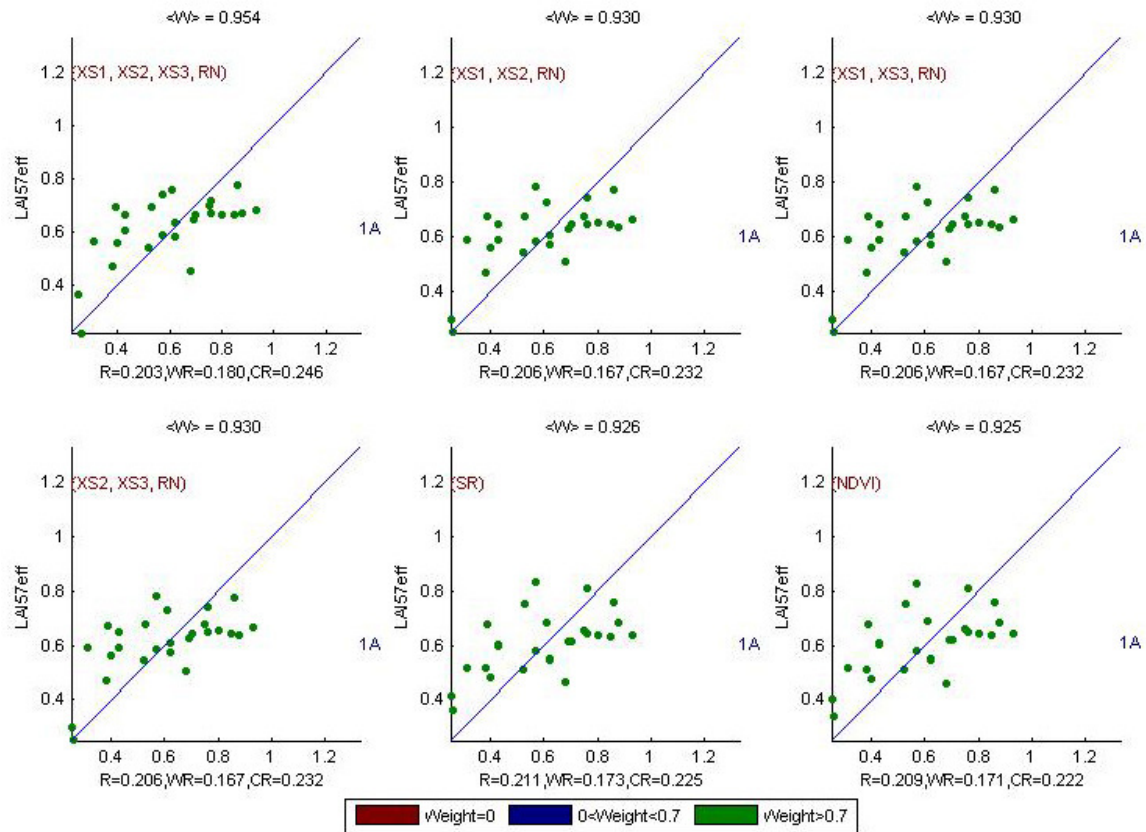 <W> = 0.954
<W> = 0.930
<W> = 0.930
1.2
1
0.8
0.6
0.4
(XS1, XS2, XS3, RN)
LAI57eff
1A
0.4 0.6 0.8 1 1.2
R=0.203,WR=0.180,CR=0.246
1.2
1
0.8
0.6
0.4
(XS1, XS2, RN)
LAI57eff
1A
0.4 0.6 0.8 1 1.2
R=0.206,WR=0.167,CR=0.232
1.2
1
0.8
0.6
0.4
(XS1, XS3, RN)
LAI57eff
1A
0.4 0.6 0.8 1 1.2
R=0.206,WR=0.167,CR=0.232
<W> = 0.930
<W> = 0.926
<W> = 0.925
1.2
1
0.8
0.6
0.4
(XS2, XS3, RN)
LAI57eff
1A
0.4 0.6 0.8 1 1.2
R=0.206,WR=0.167,CR=0.232
1.2
1
0.8
0.6
0.4
(SR)
LAI57eff
1A
0.4 0.6 0.8 1 1.2
R=0.211,WR=0.173,CR=0.225
1.2
1
0.8
0.6
0.4
(NDVI)
LAI57eff
1A
0.4 0.6 0.8 1 1.2
R=0.209,WR=0.171,CR=0.222
Weight=0 0<Weight<0.7 Weight>0.7